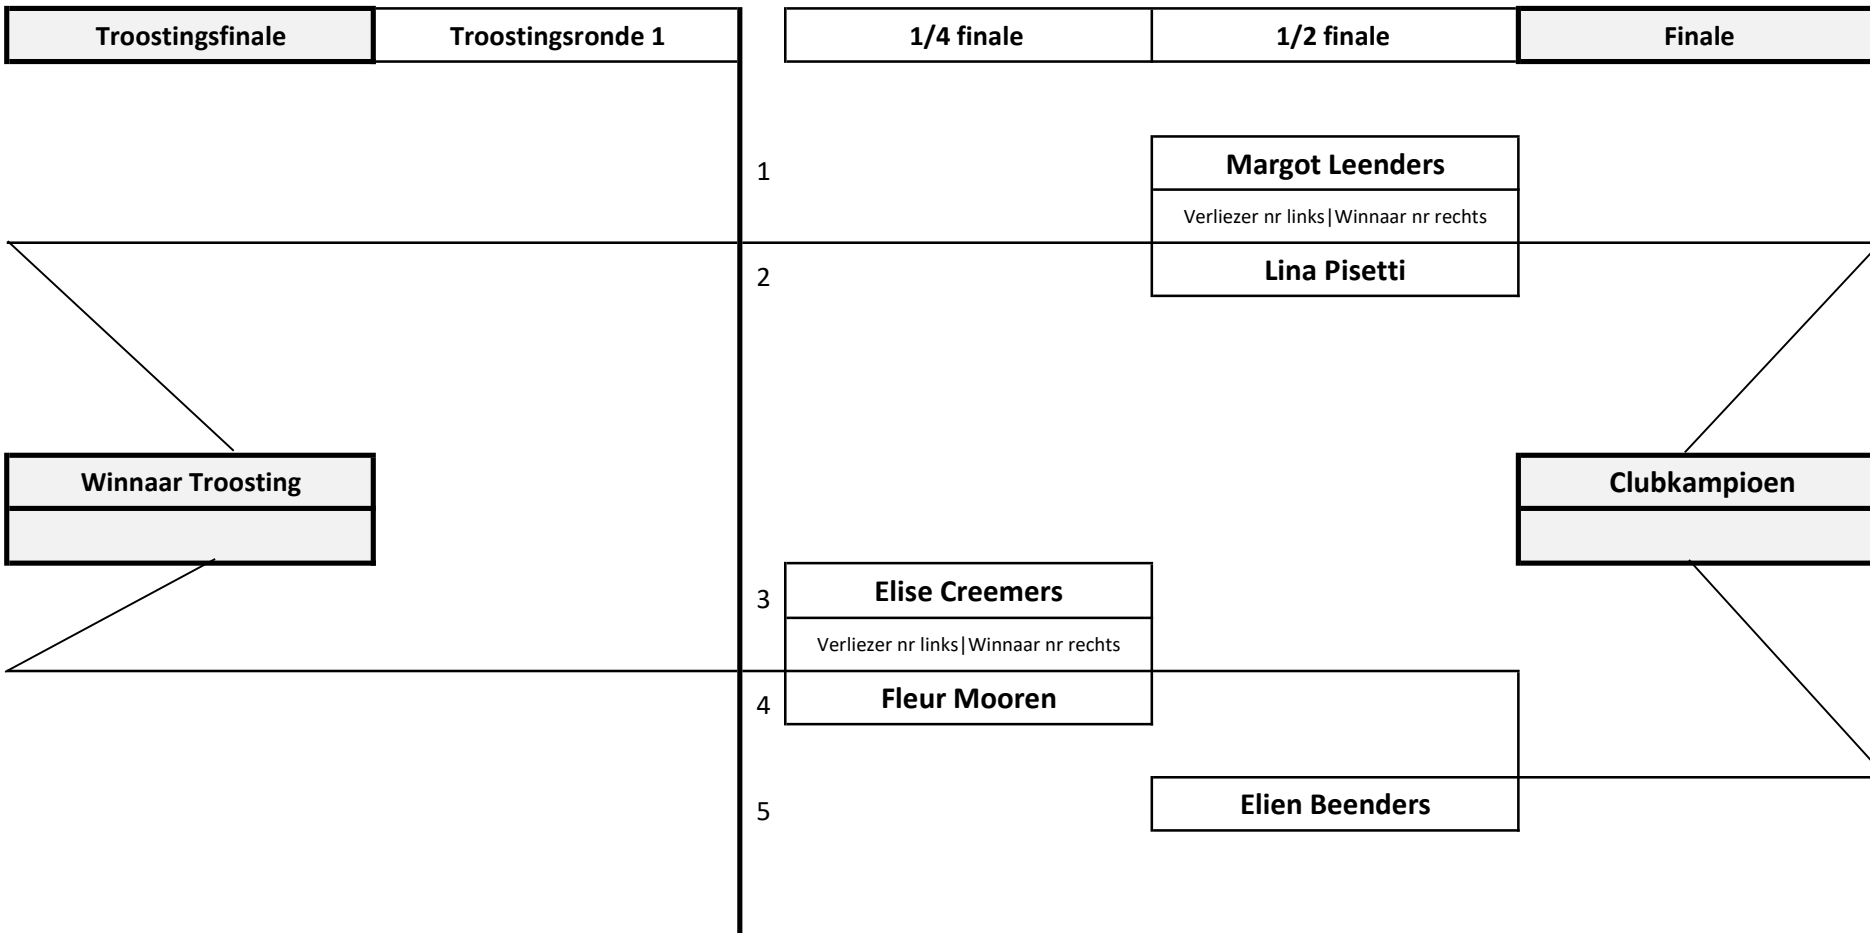 Troostingsfinale Troostingsronde 1 1/4 finale 1/2 finale Finale
1 Margot Leenders
Verliezer nr links|Winnaar nr rechts
2 Lina Pisetti
Winnaar Troosting Clubkampioen
3 Elise Creemers
Verliezer nr links|Winnaar nr rechts
4 Fleur Mooren
5 Elien Beenders